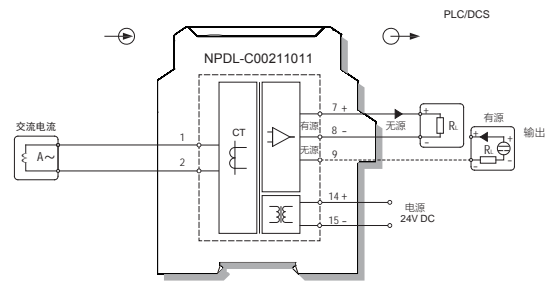 PLC/DCS
NPDL-C00211011
交流电流
A～
1
2
CT
有源
无源
7 +
8 −
9
无源
+
RL
−
有源
+
RL
+
−
−
输出
14 +
15 −
电源
24V DC